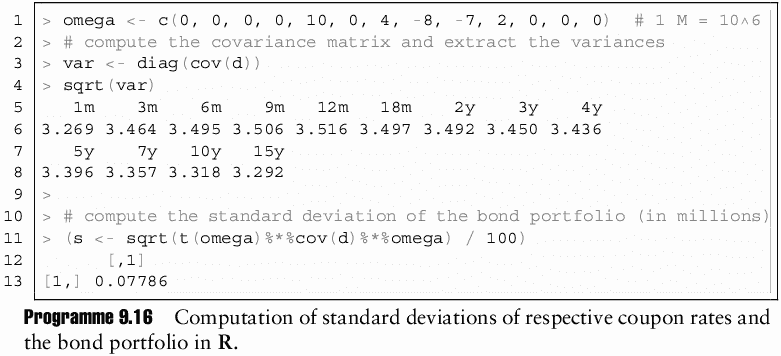 1 > omega <- c(0, 0, 0, 0, 10, 0, 4, -8, -7, 2, 0, 0, 0) # 1 M = 10^6
2 > # compute the covariance matrix and extract the variances
3 > var <- diag(cov(d))
4 > sqrt(var)
5 1m 3m 6m 9m 12m 18m 2y 3y 4y
6 3.269 3.464 3.495 3.506 3.516 3.497 3.492 3.450 3.436
7 5y 7y 10y 15y
8 3.396 3.357 3.318 3.292
9 >
10 > # compute the standard deviation of the bond portfolio (in millions)
11 > (s <- sqrt(t(omega)%*%cov(d)%*%omega) / 100)
12 [,1]
13 [1,] 0.07786
Programme 9.16 Computation of standard deviations of respective coupon rates and
the bond portfolio in R.